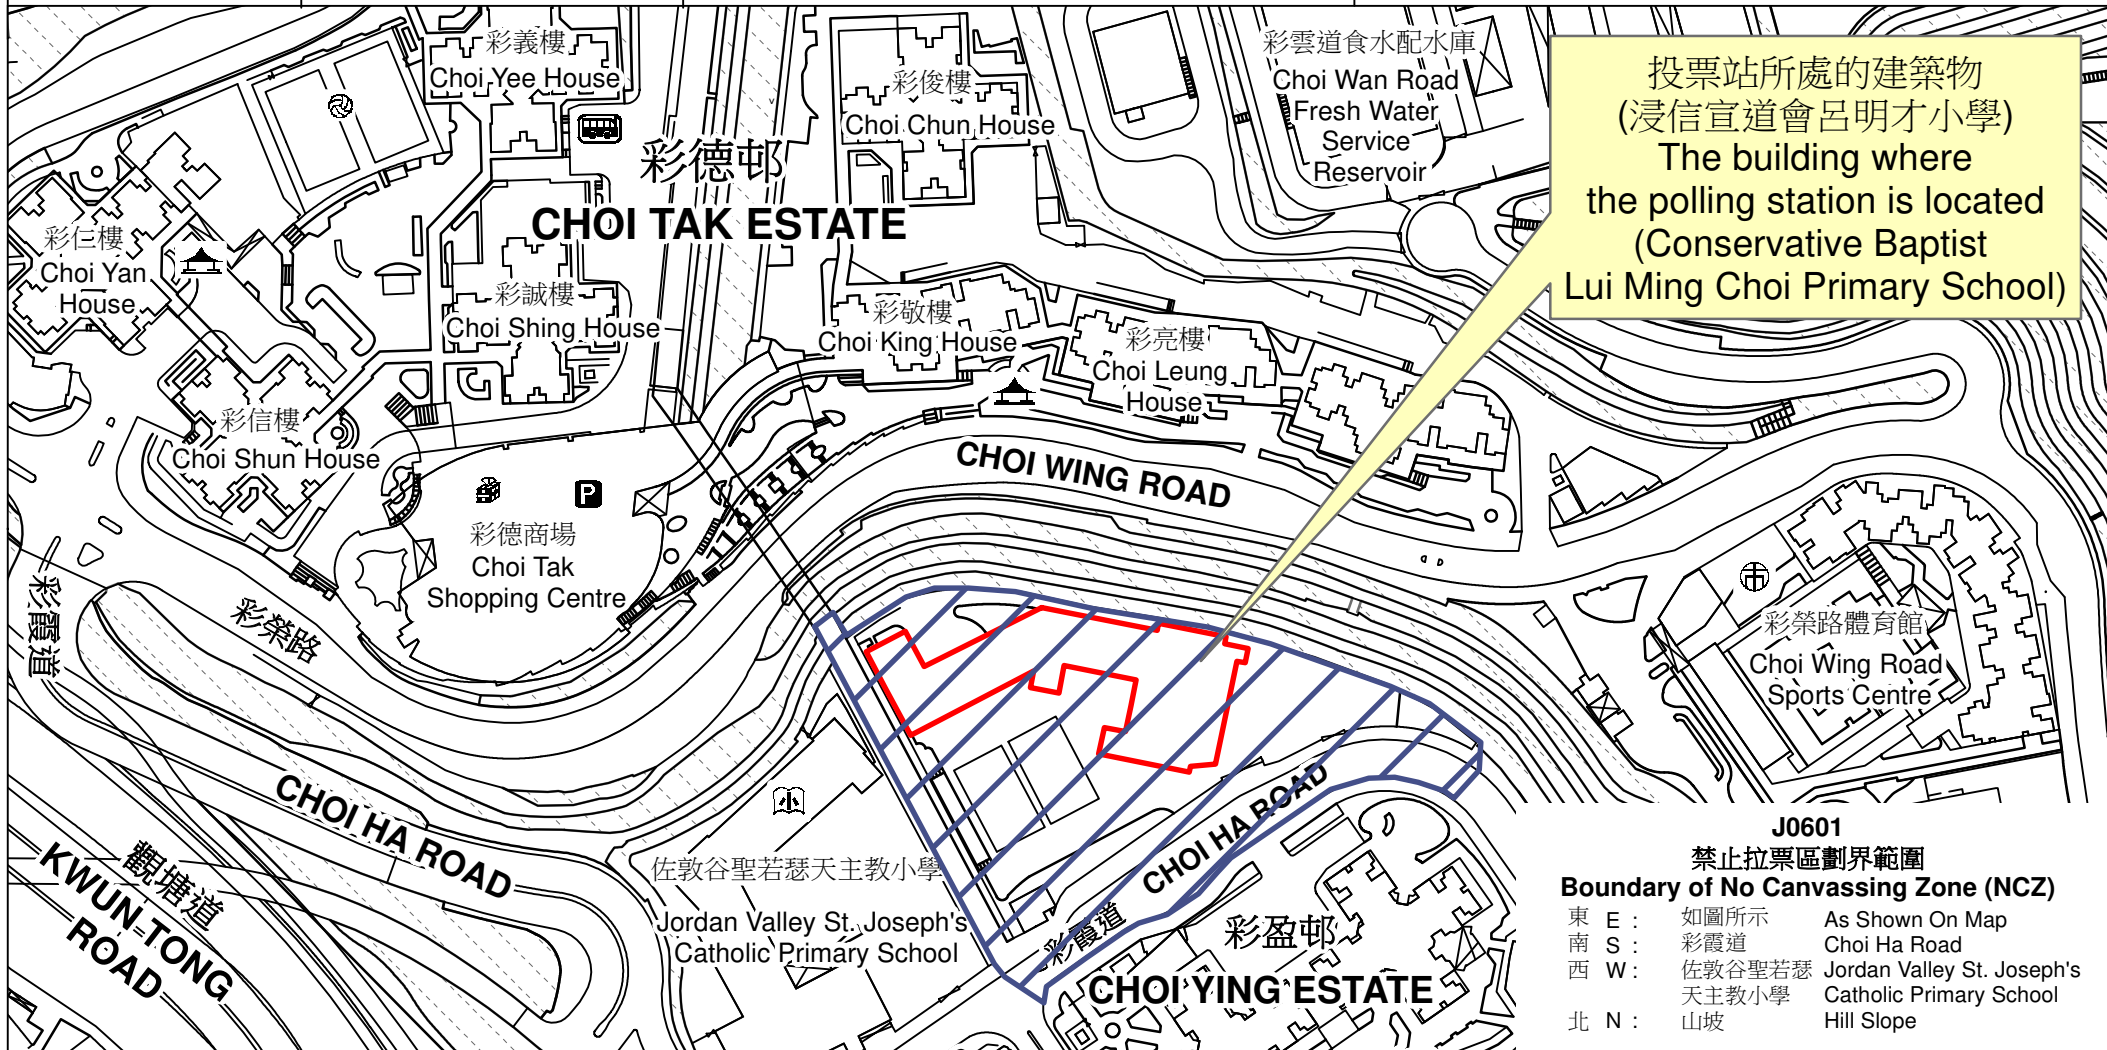 彩義樓
Choi Yee House
彩俊樓
Choi Chun House
彩雲道食水配水庫
Choi Wan Road
Fresh Water
Service
Reservoir
投票站所處的建築物
(浸信宣道會呂明才小學)
The building where
the polling station is located
(Conservative Baptist
Lui Ming Choi Primary School)
彩德邨
CHOI TAK ESTATE
彩仁樓
Choi Yan
House
彩誠樓
Choi Shing House
彩敬樓
Choi King House
彩亮樓
Choi Leung
House
彩信樓
Choi Shun House
CHOI WING ROAD
P
彩德商場
Choi Tak
Shopping Centre
彩霞道
彩榮路
市
彩榮路體育館
Choi Wing Road
Sports Centre
CHOI HA ROAD
小
CHOI HA ROAD
觀塘道
KWUN TONG
ROAD
佐敦谷聖若瑟天主教小學
Jordan Valley St. Joseph's
Catholic Primary School
彩霞道
彩盈邨
CHOI YING ESTATE
J0601
禁止拉票區劃界範圍
Boundary of No Canvassing Zone (NCZ)
東 E : 如圖所示 As Shown On Map
南 S : 彩霞道 Choi Ha Road
西 W : 佐敦谷聖若瑟 Jordan Valley St. Joseph's
天主教小學 Catholic Primary School
北 N : 山坡 Hill Slope